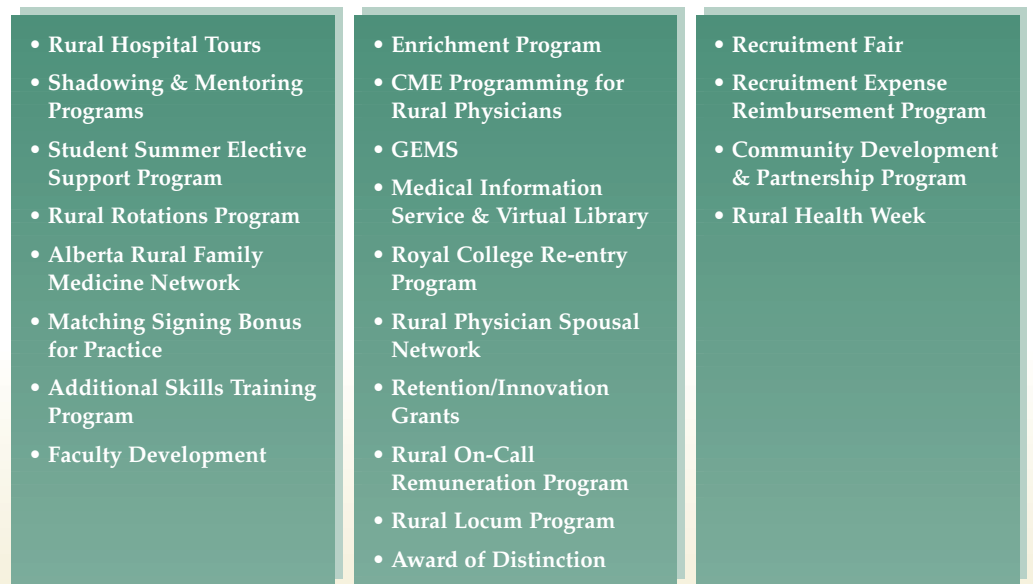 • Rural Hospital Tours
• Shadowing & Mentoring
Programs
• Student Summer Elective
Support Program
• Rural Rotations Program
• Alberta Rural Family
Medicine Network
• Matching Signing Bonus
for Practice
• Additional Skills Training
Program
• Faculty Development
• Enrichment Program
• CME Programming for
Rural Physicians
• GEMS
• Medical Information
Service & Virtual Library
• Royal College Re-entry
Program
• Rural Physician Spousal
Network
• Retention/Innovation
Grants
• Rural On-Call
Remuneration Program
• Rural Locum Program
• Award of Distinction
• Recruitment Fair
• Recruitment Expense
Reimbursement Program
• Community Development
& Partnership Program
• Rural Health Week